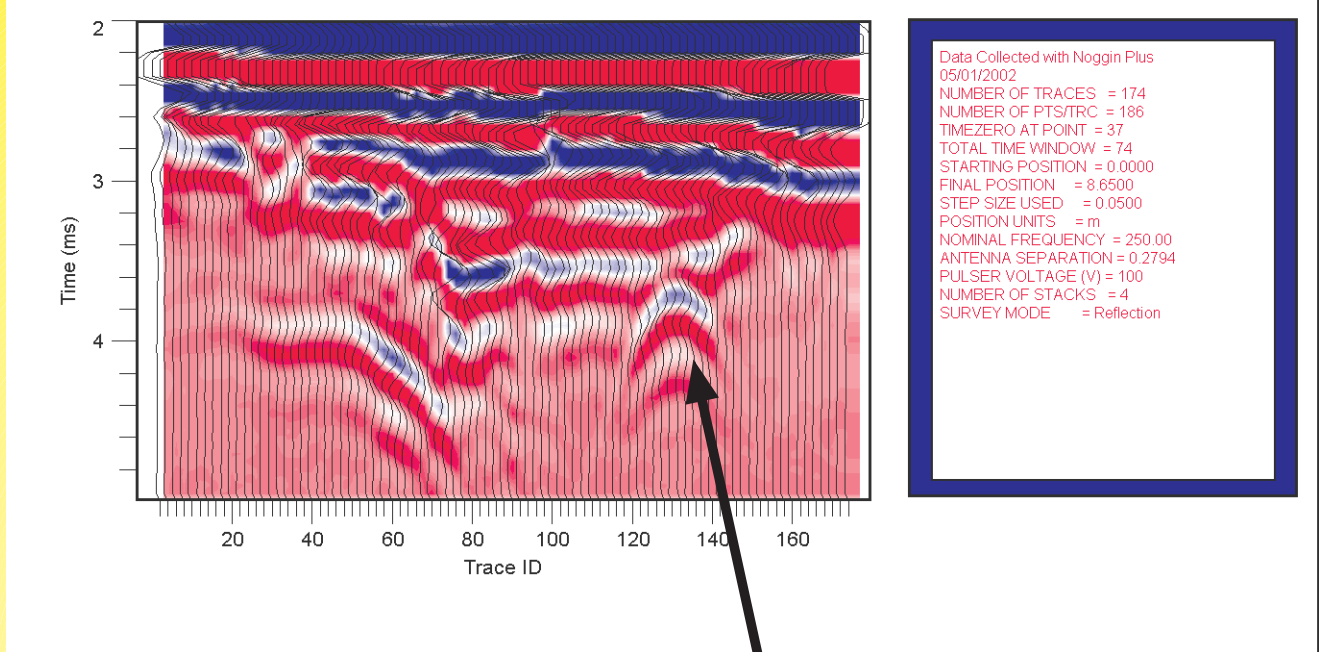 2
3
4
Time (ms)
20 40 60 80 100 120 140 160
Trace ID
Data Collected with Noggin Plus
05/01/2002
NUMBER OF TRACES = 174
NUMBER OF PTS/TRC = 186
TIMEZERO AT POINT = 37
TOTAL TIME WINDOW = 74
STARTING POSITION = 0.0000
FINAL POSITION = 8.6500
STEP SIZE USED = 0.0500
POSITION UNITS = m
NOMINAL FREQUENCY = 250.00
ANTENNA SEPARATION = 0.2794
PULSER VOLTAGE (V) = 100
NUMBER OF STACKS = 4
SURVEY MODE = Reflection